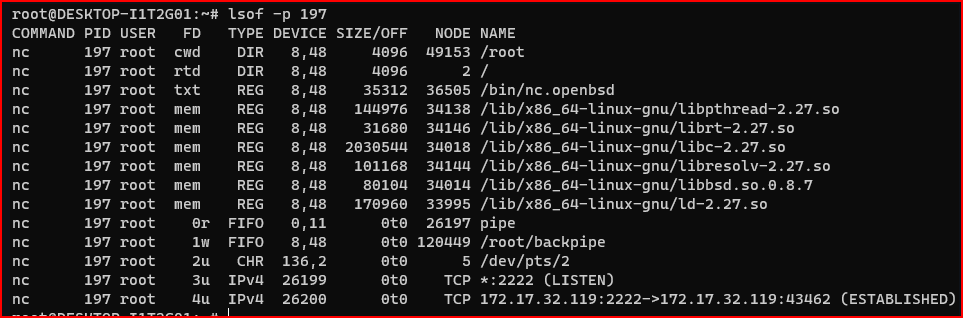 root@DESKTOP-I1T2G01:~# lsof -p 197
COMMAND PID USER   FD   TYPE DEVICE SIZE/OFF   NODE NAME
nc      197 root  cwd    DIR   8,48     4096  49153 /root
nc      197 root  rtd    DIR   8,48     4096      2 /
nc      197 root  txt    REG   8,48    35312  36505 /bin/nc.openbsd
nc      197 root  mem    REG   8,48   144976  34138 /lib/x86_64-linux-gnu/libpthread-2.27.so
nc      197 root  mem    REG   8,48    31680  34146 /lib/x86_64-linux-gnu/librt-2.27.so
nc      197 root  mem    REG   8,48  2030544  34018 /lib/x86_64-linux-gnu/libc-2.27.so
nc      197 root  mem    REG   8,48   101168  34144 /lib/x86_64-linux-gnu/libresolv-2.27.so
nc      197 root  mem    REG   8,48    80104  34014 /lib/x86_64-linux-gnu/libbsd.so.0.8.7
nc      197 root  mem    REG   8,48   170960  33995 /lib/x86_64-linux-gnu/ld-2.27.so
nc      197 root    0r  FIFO   0,11      0t0  26197 pipe
nc      197 root    1w  FIFO   8,48      0t0 120449 /root/backpipe
nc      197 root    2u   CHR  136,2      0t0      5 /dev/pts/2
nc      197 root    3u  IPv4  26199      0t0    TCP *:2222 (LISTEN)
nc      197 root    4u  IPv4  26200      0t0    TCP 172.17.32.119:2222->172.17.32.119:43462 (ESTABLISHED)
root@DESKTOP-I1T2G01:~#